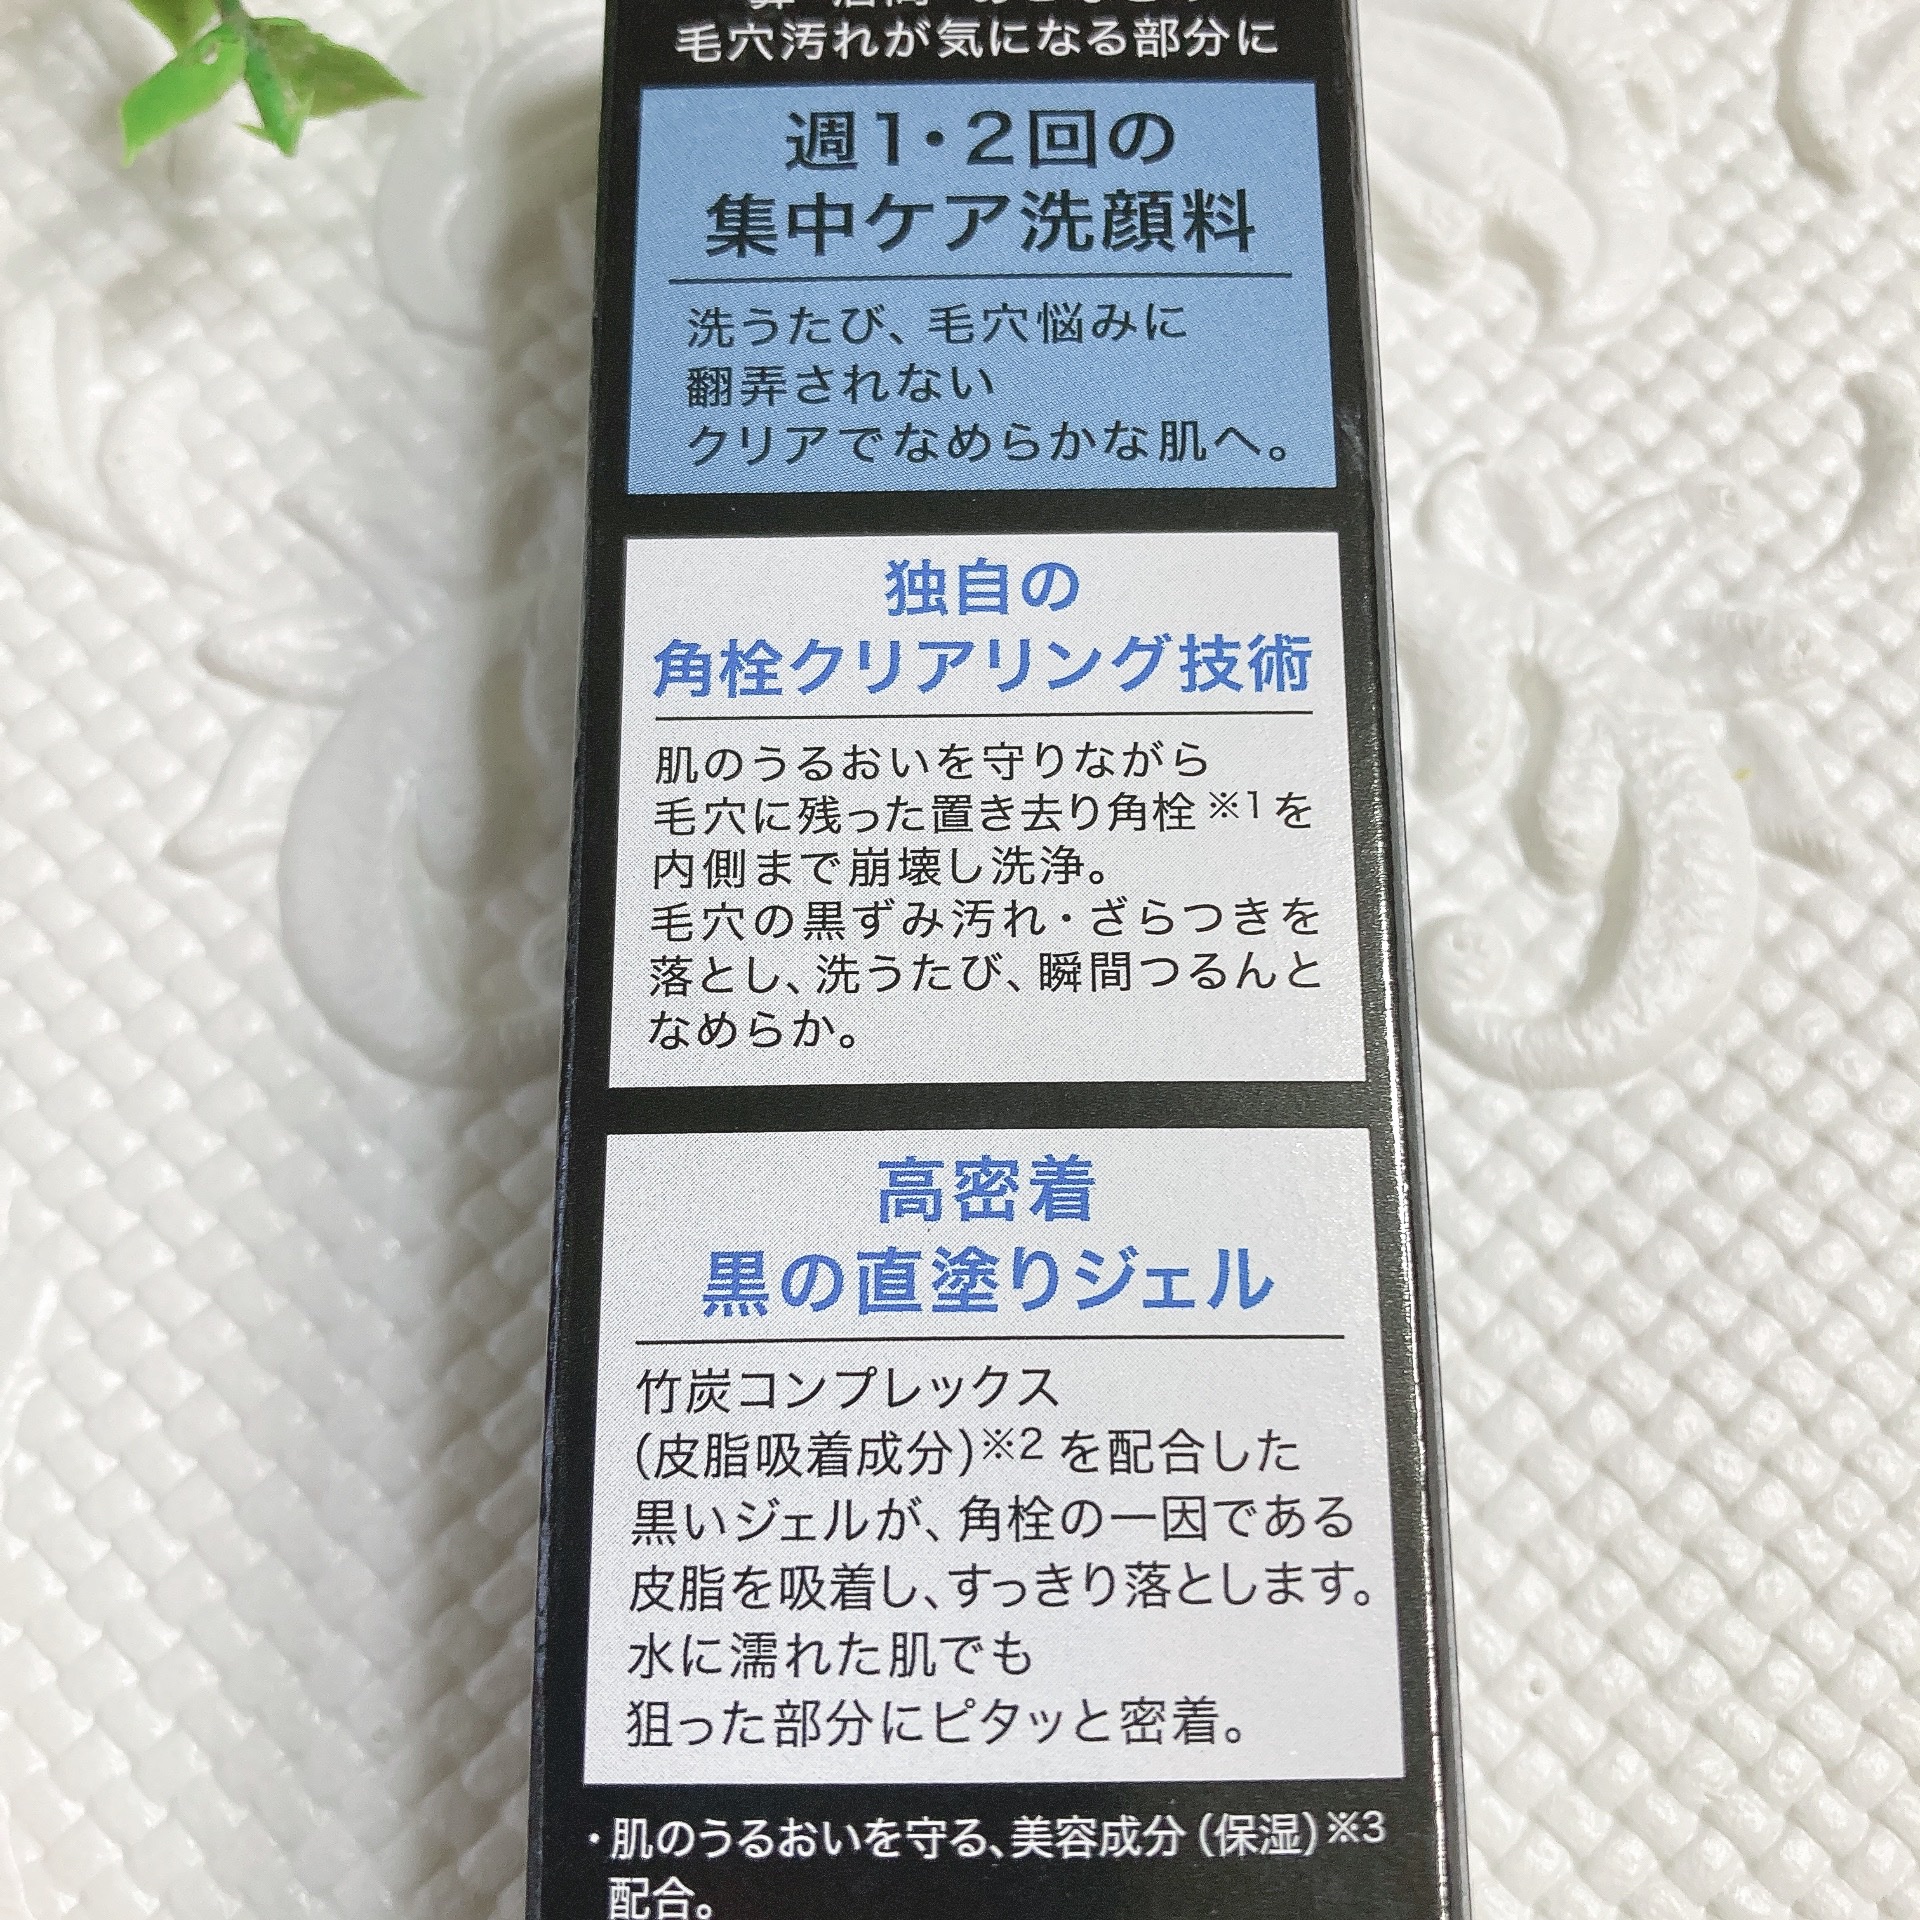 毛穴汚れが気になる部分に
週1・2回の
集中ケア洗顔料
洗うたび、毛穴悩みに
翻弄されない
クリアでなめらかな肌へ。
独自の
角栓クリアリング技術
肌のうるおいを守りながら
毛穴に残った置き去り角栓※1を
内側まで崩壊し洗浄。
毛穴の黒ずみ汚れ・ざらつきを
落とし、洗うたび、瞬間つるんと
なめらか。
高密着
黒の直塗りジェル
竹炭コンプレックス
(皮脂吸着成分)※2を配合した
黒いジェルが、角栓の一因である
皮脂を吸着し、すっきり落とします。
水に濡れた肌でも
狙った部分にピタッと密着。
・肌のうるおいを守る、美容成分(保湿)※3
配合。